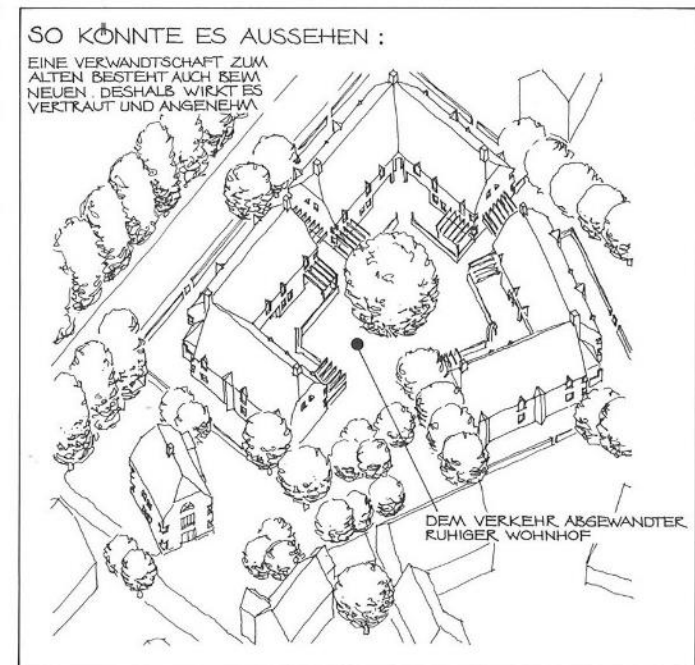 SO KÖNNTE ES AUSSEHEN :
EINE VERWANDTSCHAFT ZUM
ALTEN BESTEHT AUCH BEIM
NEUEN. DESHALB WIRKT ES
VERTRAUT UND ANGENEHM
DEM VERKEHR ABGEWANDTER
RUHIGER WOHNHOF